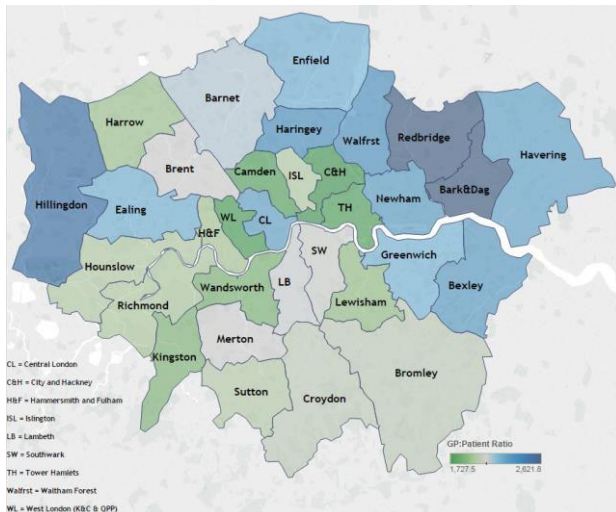 Enfield
Barnet
Harrow
Haringey
Walfrst
Redbridge
Havering
Brent
Camden
ISL
C&H
Hillingdon
Ealing
WL
CL
TH
Newham
Bark&Dag
H&F
Hounslow
SW
Greenwich
Richmond
Wandsworth
LB
Lewisham
Bexley
Kingston
Merton
Sutton
Croydon
Bromley
CL = Central London
C&H = City and Hackney
H&F = Hammersmith and Fulham
ISL = Islington
LB = Lambeth
SW = Southwark
TH = Tower Hamlets
Walfrst = Waltham Forest
WL = West London (K&C & QPP)
GP:Patient Ratio
1,727.5 2,621.8